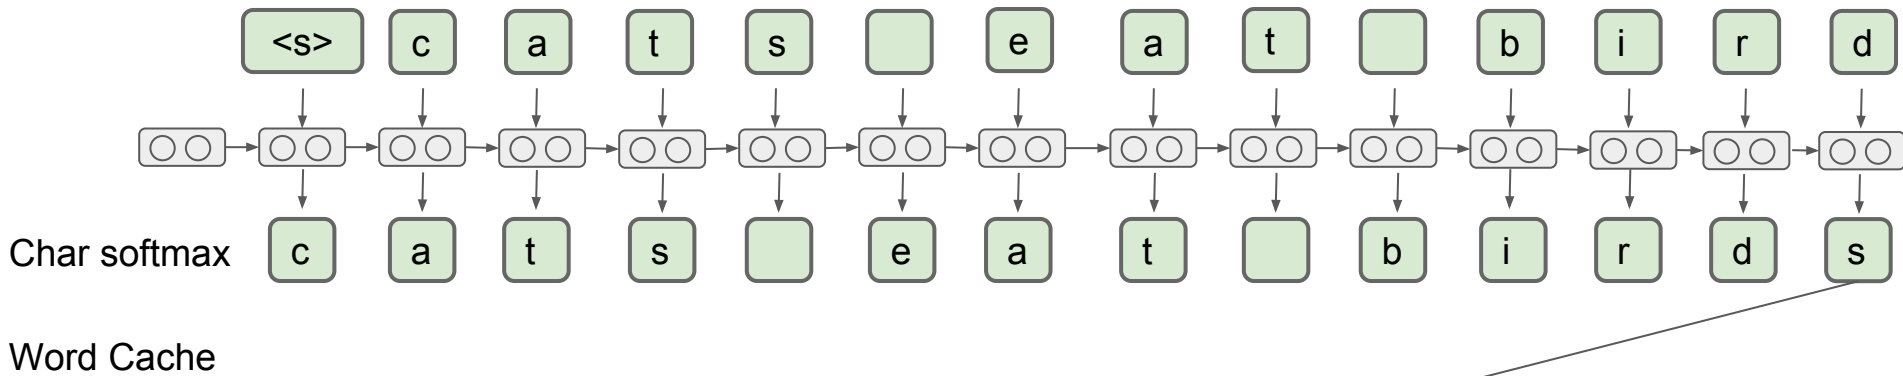 <s> c a t s e a t b i r d
Char softmax c a t s e a t b i r d s
Word Cache